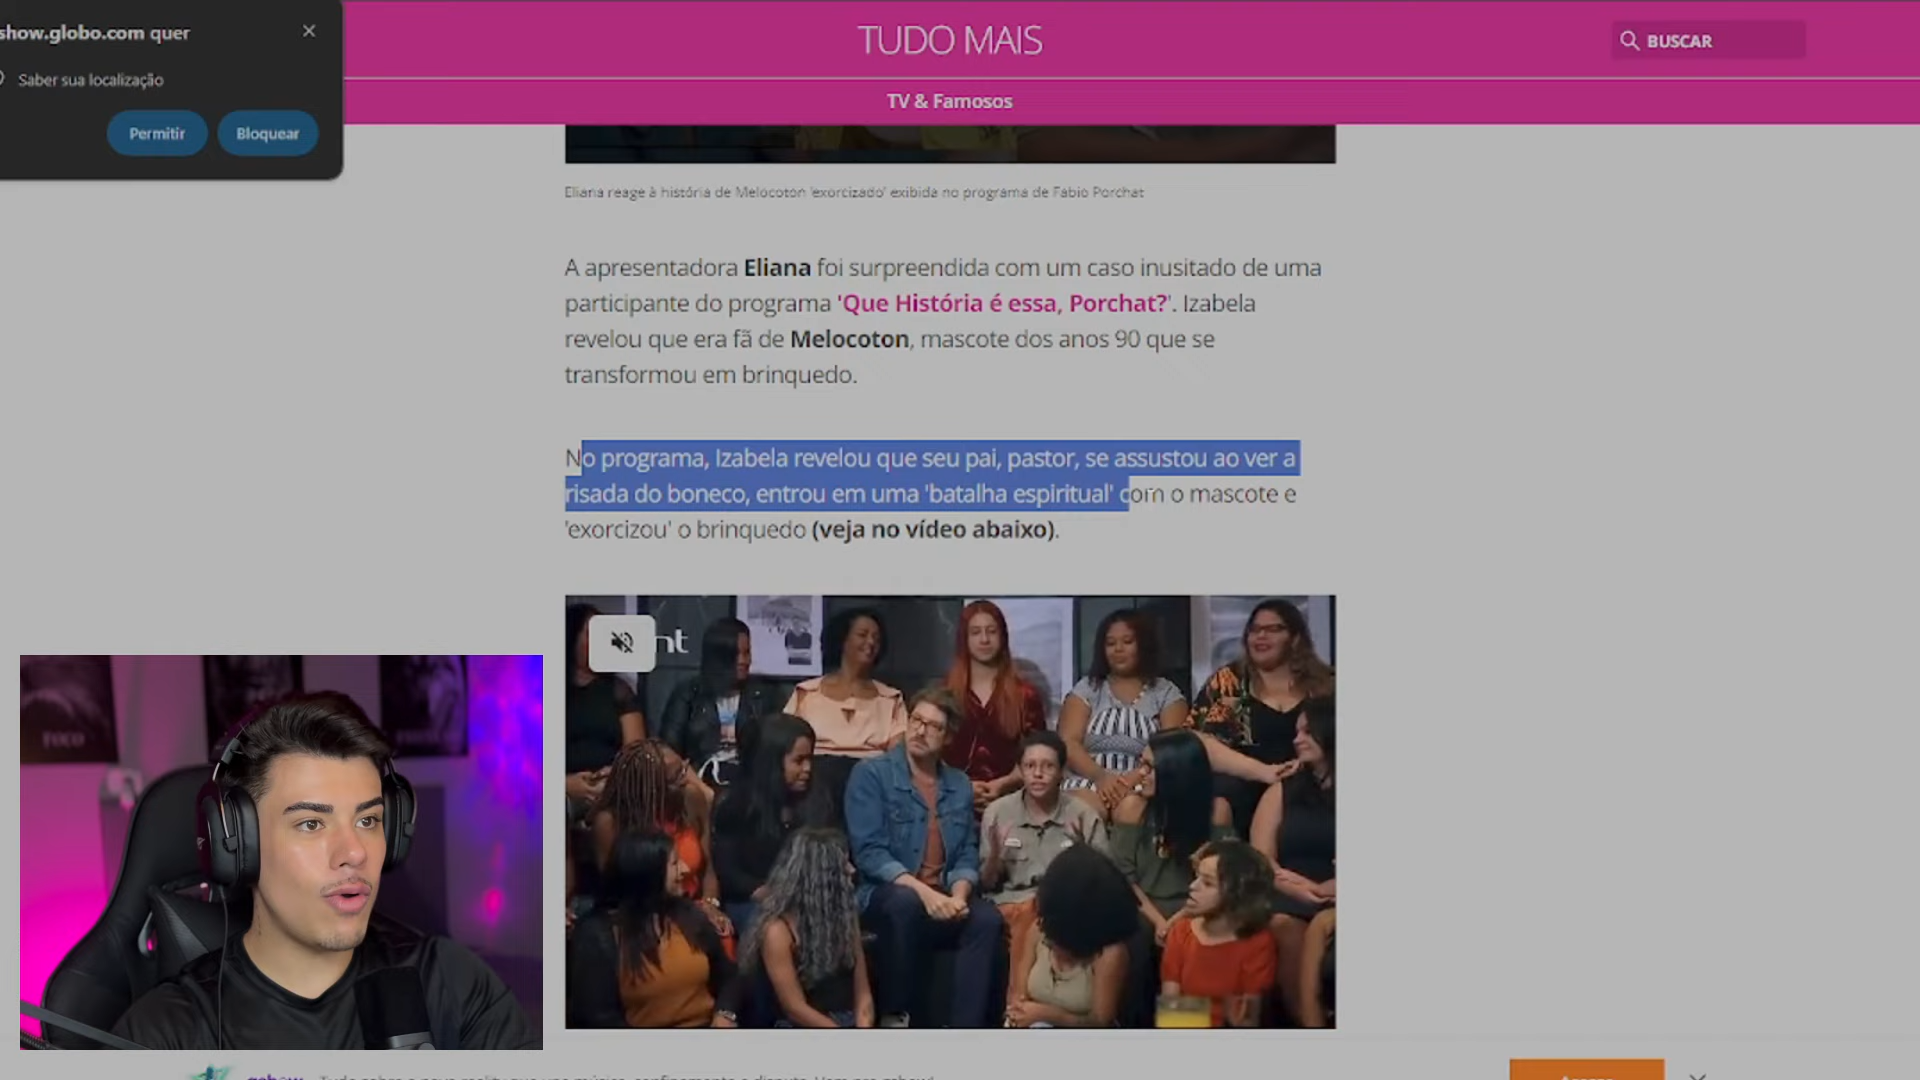 show.globo.com quer
Saber sua localização
Permitir
Bloquear
TUDO MAIS
BUSCAR
TV & Famosos
Eliana reage à história de Melocoton 'exorcizado' exibida no programa de Fábio Porchat
A apresentadora Eliana foi surpreendida com um caso inusitado de uma
participante do programa 'Que História é essa, Porchat?'. Izabela
revelou que era fã de Melocoton, mascote dos anos 90 que se
transformou em brinquedo.
No programa, Izabela revelou que seu pai, pastor, se assustou ao ver a
risada do boneco, entrou em uma 'batalha espiritual' com o mascote e
'exorcizou' o brinquedo (veja no vídeo abaixo).
nt
FOCO